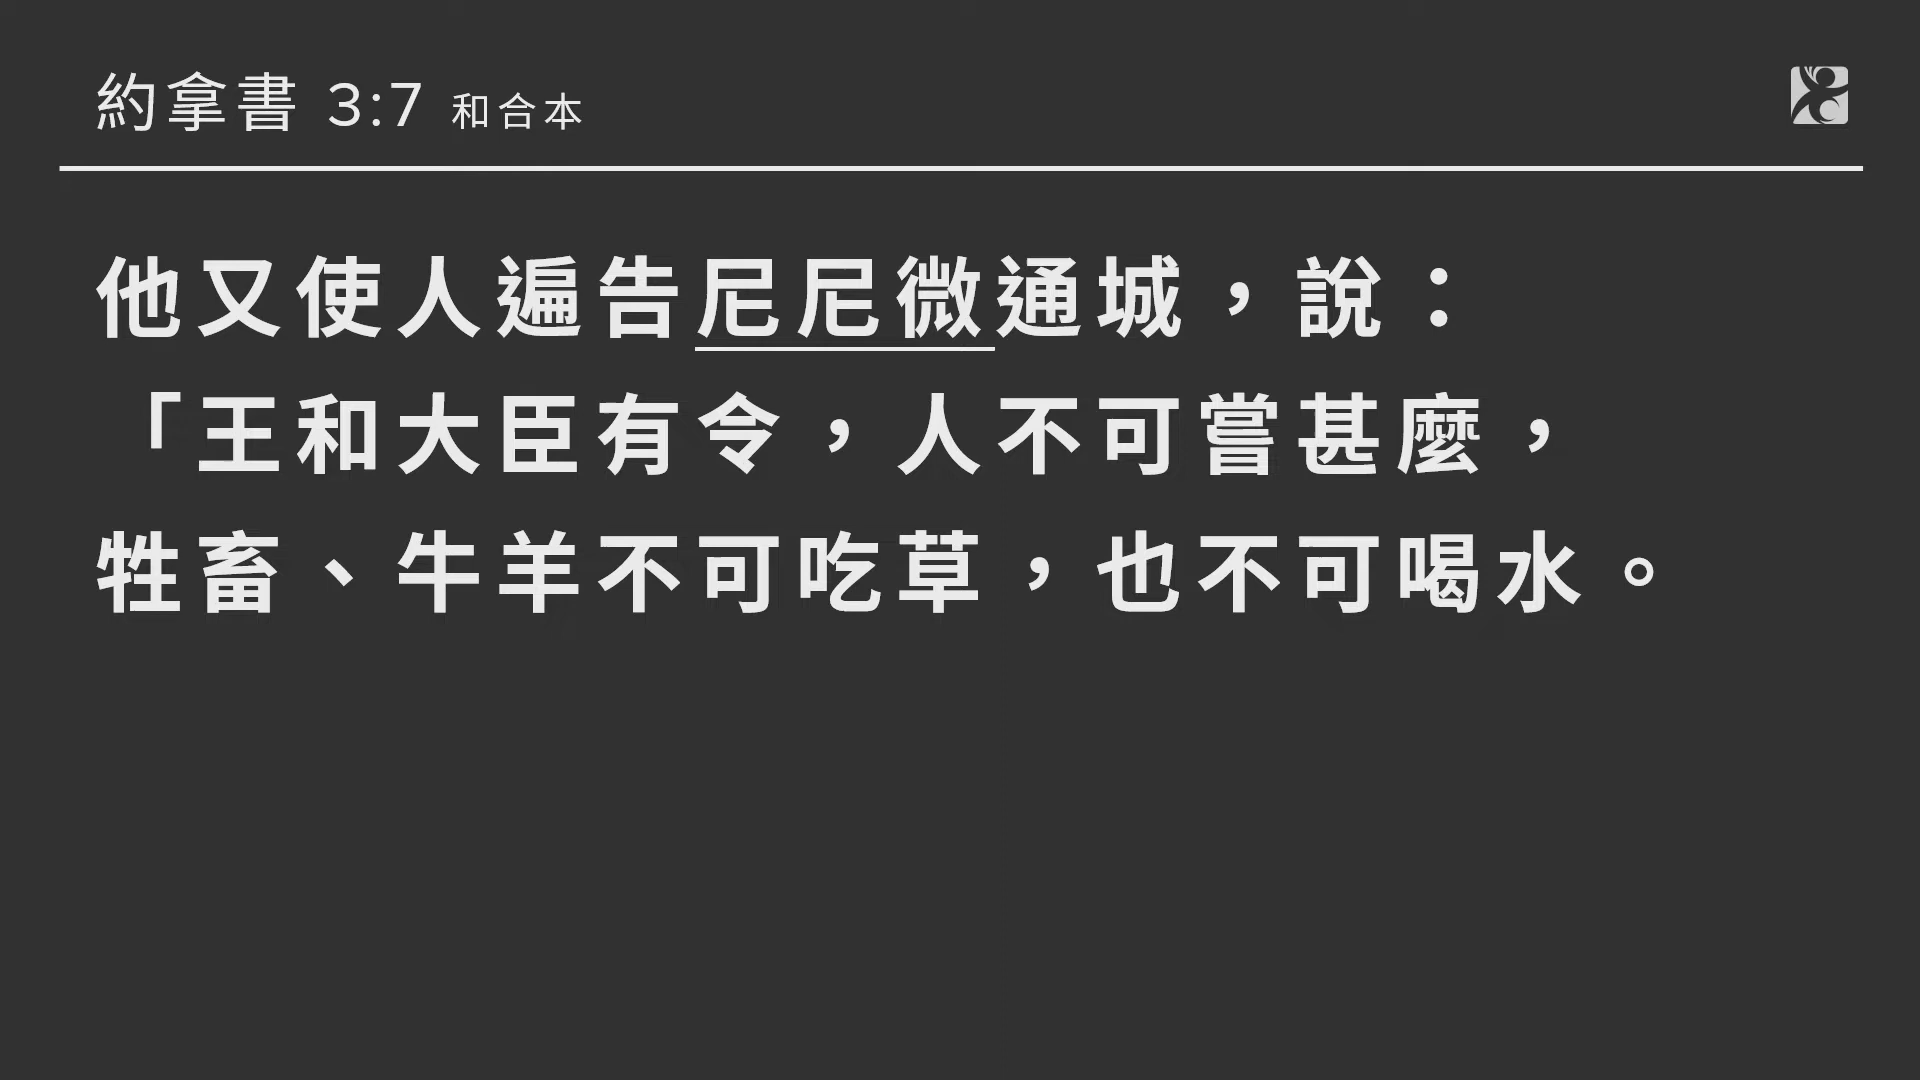 約拿書 3:7 和合本
他又使人遍告尼尼微通城，說：
「王和大臣有令，人不可嘗甚麼，
牲畜、牛羊不可吃草，也不可喝水。